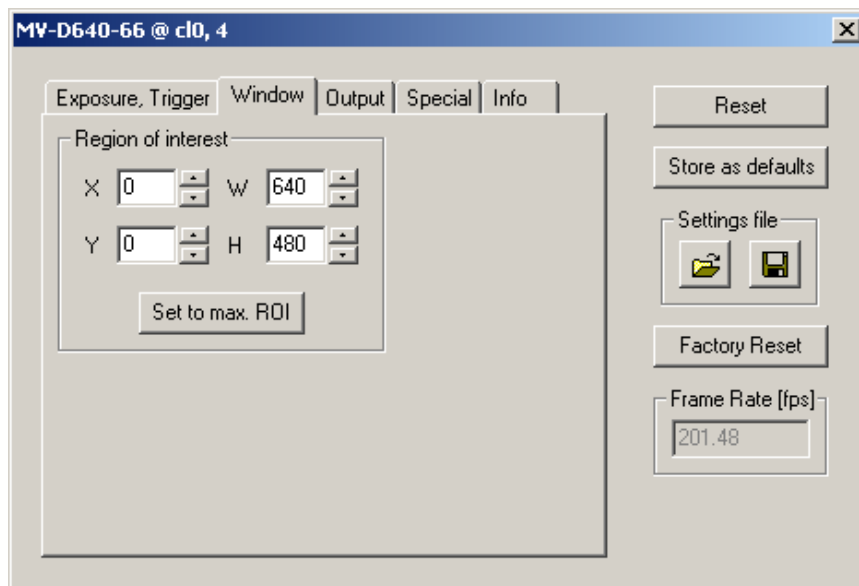 MV-D640-66 @ cl0, 4
Exposure, Trigger Window Output Special Info
Region of interest
X 0 W 640
Y 0 H 480
Set to max. ROI
Reset
Store as defaults
Settings file
Factory Reset
Frame Rate [fps]
201.48